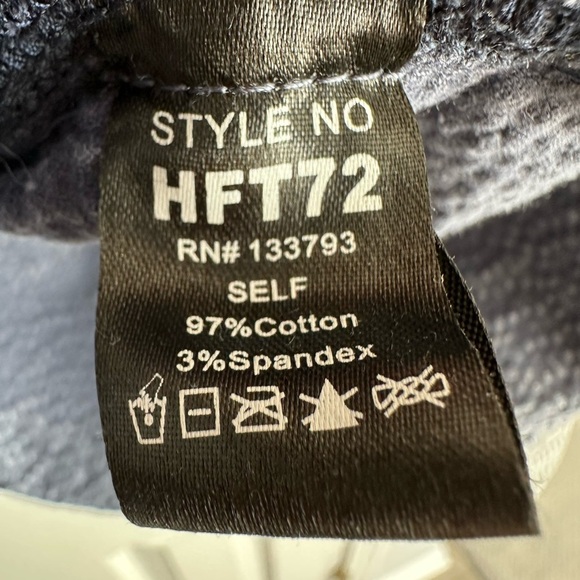 STYLE NO
HFT72
RN# 133793
SELF
97%Cotton
3%Spandex